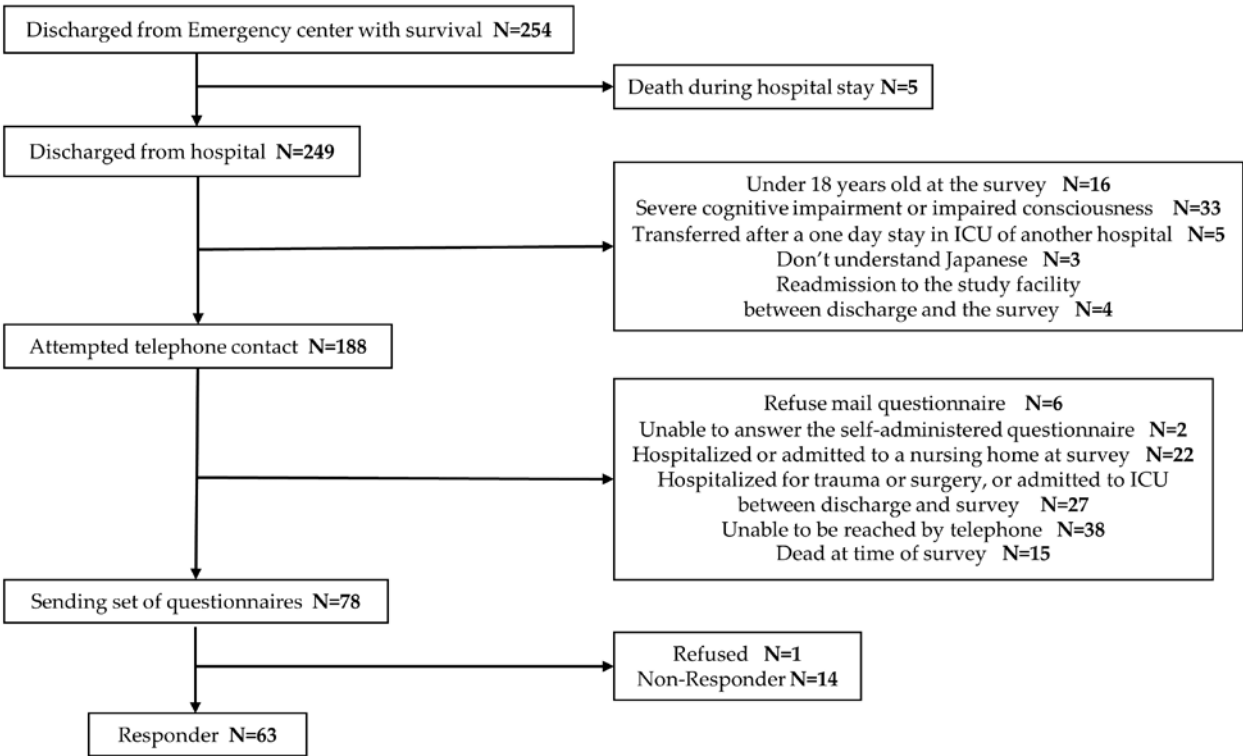 Discharged from Emergency center with survival N=254
Death during hospital stay N=5
Discharged from hospital N=249
Under 18 years old at the survey N=16
Severe cognitive impairment or impaired consciousness N=33
Transferred after a one day stay in ICU of another hospital N=5
Don't understand Japanese N=3
Readmission to the study facility
between discharge and the survey N=4
Attempted telephone contact N=188
Refuse mail questionnaire N=6
Unable to answer the self-administered questionnaire N=2
Hospitalized or admitted to a nursing home at survey N=22
Hospitalized for trauma or surgery, or admitted to ICU
between discharge and survey N=27
Unable to be reached by telephone N=38
Dead at time of survey N=15
Sending set of questionnaires N=78
Refused N=1
Non-Responder N=14
Responder N=63